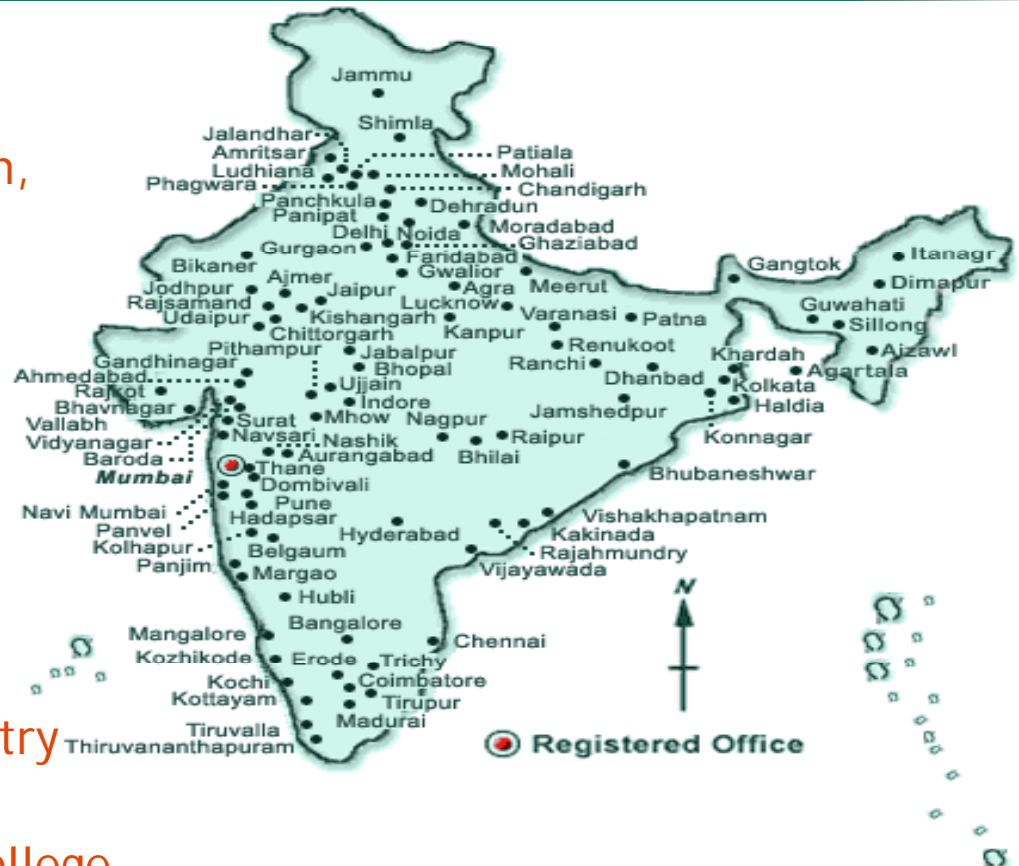 Jammu
Shimla
Jalandhar
Amritsar
Ludhiana
Phagwara
Patiala
Mohali
Chandigarh
n,
Panchkula
Panipat
Dehradun
Delhi Noida
Moradabad
Ghaziabad
Gurgaon
Faridabad
Bikaner
Gwalior
Gangtok
Itanagr
Dimapur
Jodhpur
Ajmer
Jaipur
Agra
Meerut
Rajsamand
Kishangarh
Lucknow
Varanasi
Patna
Guwahati
Sillong
Udaipur
Chittorgarh
Kanpur
Renukoot
Pithampur
Jabalpur
Ranchi
Khardah
Aizawl
Gandhinagar
Bhopal
Dhanbad
Agartala
Ahmedabad
Rajkot
Ujjain
Kolkata
Bhavnagar
Indore
Jamshedpur
Haldia
Vallabh
Vidyanagar
Surat
Mhow
Nagpur
Konnagar
Navsari
Nashik
Raipur
Baroda
Aurangabad
Bhilai
Mumbai
Thane
Dombivali
Bhubaneshwar
Navi Mumbai
Pune
Panvel
Hadapsar
Vishakhapatnam
Kolhapur
Hyderabad
Kakinada
Panjim
Belgaum
Rajahmundry
Margao
Vijayawada
N
Hubli
Bangalore
Mangalore
Chennai
Kozhikode
Erode
Trichy
Kochi
Coimbatore
Kottayam
Tirupur
Madurai
Tiruvalla
Thiruvananthapuram
try
Registered Office
ollege